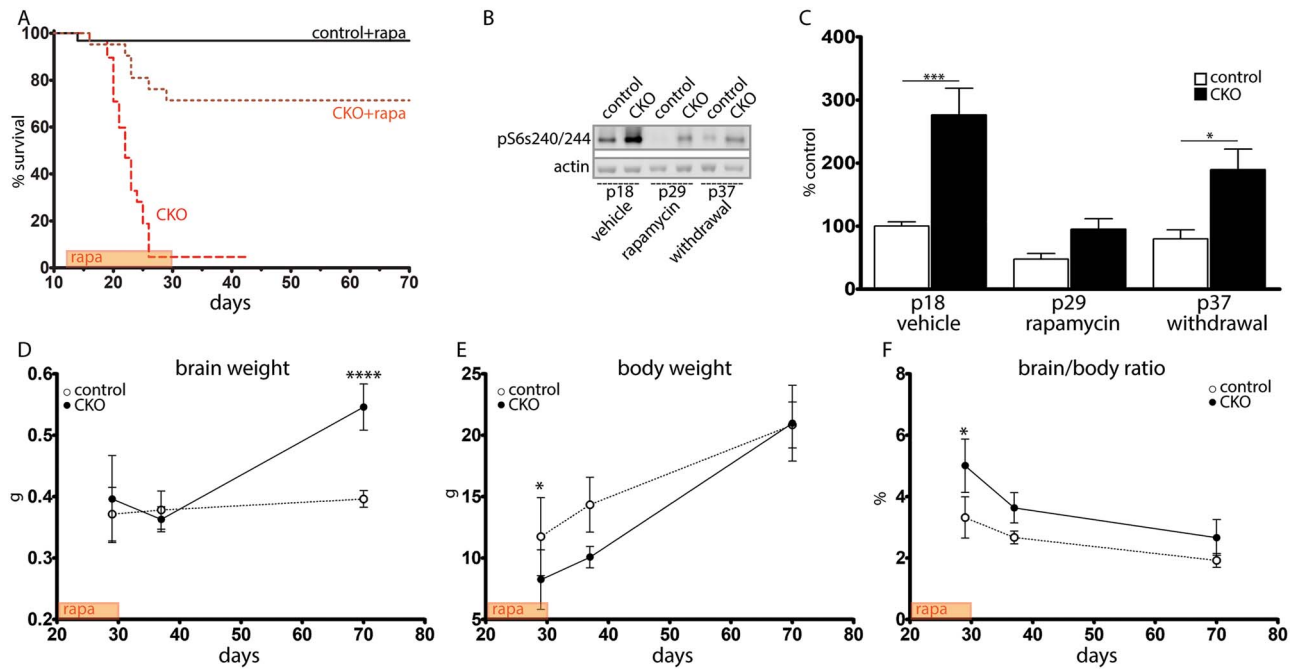 A
100
80
60
40
20
0
% survival
control+rapa
CKO+rapa
CKO
rapa
10 20 30 40 50 60 70
days
B
control CKO control CKO control CKO
pS6s240/244
actin
p18 p29 p37
vehicle rapamycin withdrawal
C
400
300
200
100
0
% control
***
*
control
CKO
p18 p29 p37
vehicle rapamycin withdrawal
D
brain weight
0.6
0.5
0.4
0.3
0.2
g
control
CKO
****
rapa
20 30 40 50 60 70 80
days
E
body weight
25
20
15
10
5
g
control
CKO
*
rapa
20 30 40 50 60 70 80
days
F
brain/body ratio
8
6
4
2
0
%
control
CKO
*
rapa
20 30 40 50 60 70 80
days